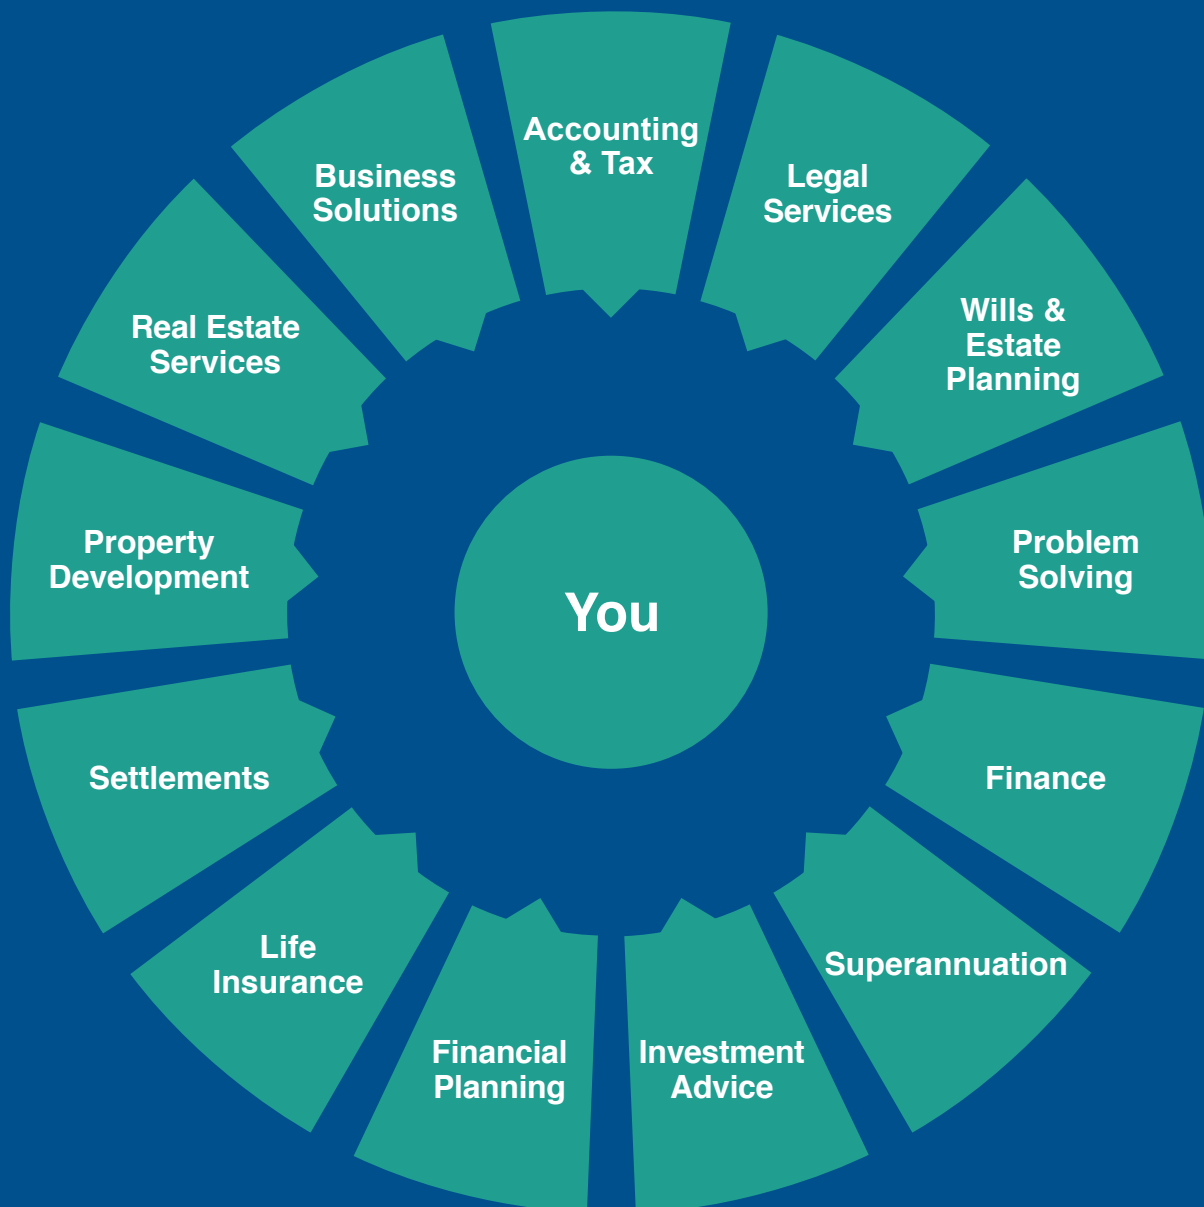 Accounting
& Tax
Legal
Services
Wills &
Estate
Planning
Problem
Solving
Finance
Superannuation
Investment
Advice
Financial
Planning
Life
Insurance
Settlements
Property
Development
Real Estate
Services
Business
Solutions
You